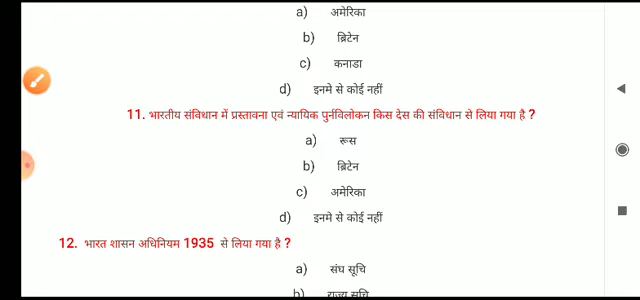 a) अमेरिका
b) ब्रिटेन
c) कनाडा
d) इनमे से कोई नहीं
11. भारतीय संविधान में प्रस्तावना एवं न्यायिक पुर्नविलोकन किस देस की संविधान से लिया गया है ?
a) रूस
b) ब्रिटेन
c) अमेरिका
d) इनमे से कोई नहीं
12. भारत शासन अधिनियम 1935 से लिया गया है ?
a) संघ सूचि
b) राज्य सूचि